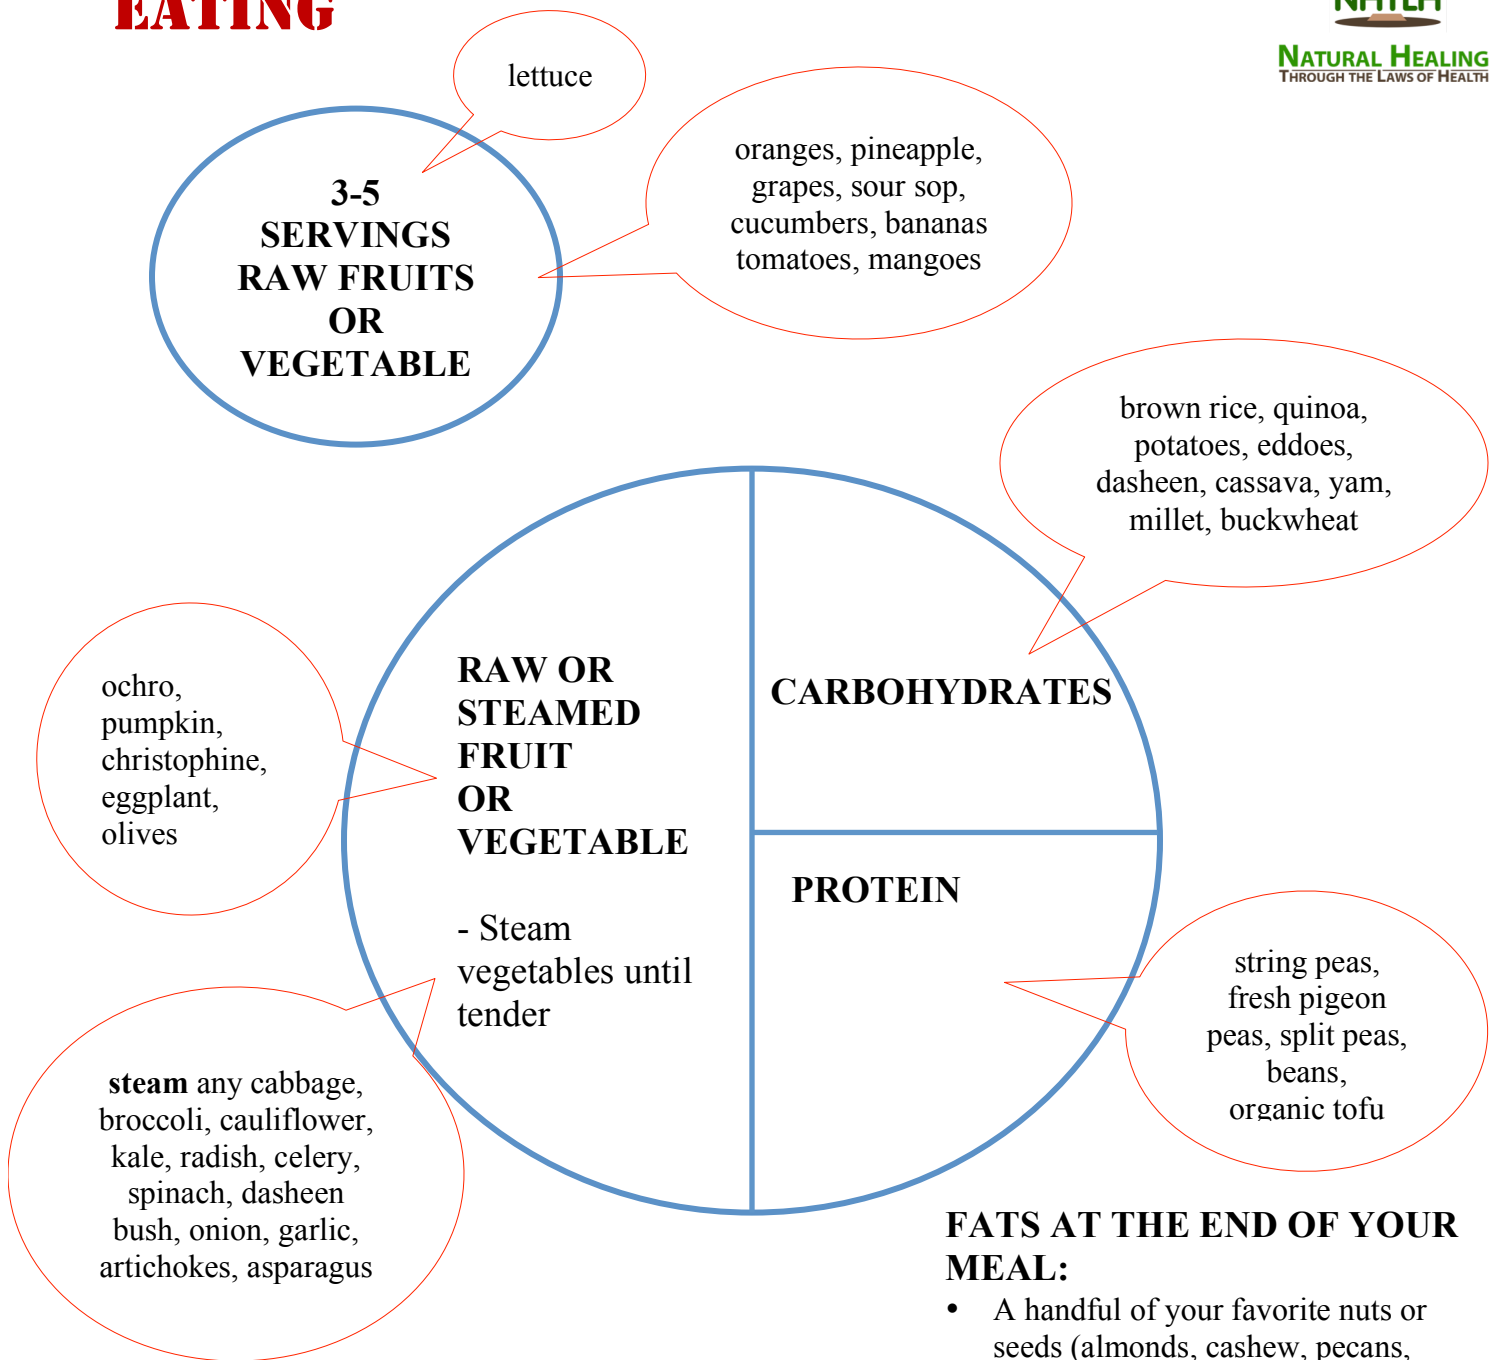 EATING
NHTLH
NATURAL HEALING
THROUGH THE LAWS OF HEALTH
lettuce
oranges, pineapple,
grapes, sour sop,
cucumbers, bananas
tomatoes, mangoes
3-5
SERVINGS
RAW FRUITS
OR
VEGETABLE
brown rice, quinoa,
potatoes, eddoes,
dasheen, cassava, yam,
millet, buckwheat
ochro,
pumpkin,
christophine,
eggplant,
olives
RAW OR
STEAMED
FRUIT
OR
VEGETABLE
- Steam
vegetables until
tender
CARBOHYDRATES
PROTEIN
string peas,
fresh pigeon
peas, split peas,
beans,
organic tofu
steam any cabbage,
broccoli, cauliflower,
kale, radish, celery,
spinach, dasheen
bush, onion, garlic,
artichokes, asparagus
FATS AT THE END OF YOUR
MEAL:
• A handful of your favorite nuts or
seeds (almonds, cashew, pecans,